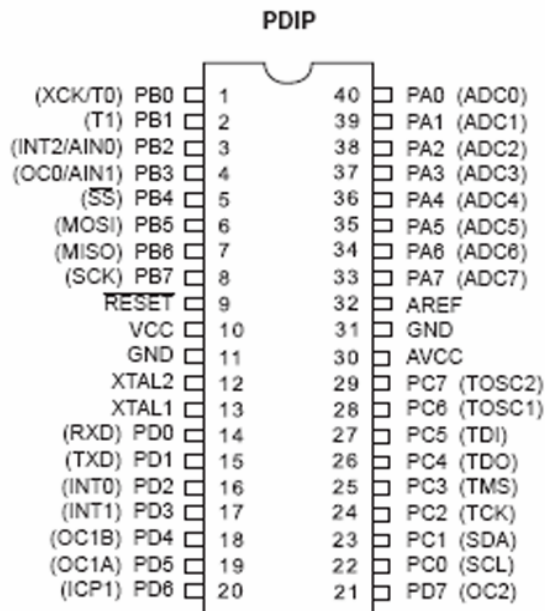 PDIP
(XCK/T0) PB0 1 40 PA0 (ADC0)
(T1) PB1 2 39 PA1 (ADC1)
(INT2/AIN0) PB2 3 38 PA2 (ADC2)
(OC0/AIN1) PB3 4 37 PA3 (ADC3)
(SS) PB4 5 36 PA4 (ADC4)
(MOSI) PB5 6 35 PA5 (ADC5)
(MISO) PB6 7 34 PA6 (ADC6)
(SCK) PB7 8 33 PA7 (ADC7)
RESET 9 32 AREF
VCC 10 31 GND
GND 11 30 AVCC
XTAL2 12 29 PC7 (TOSC2)
XTAL1 13 28 PC6 (TOSC1)
(RXD) PD0 14 27 PC5 (TDI)
(TXD) PD1 15 26 PC4 (TDO)
(INT0) PD2 16 25 PC3 (TMS)
(INT1) PD3 17 24 PC2 (TCK)
(OC1B) PD4 18 23 PC1 (SDA)
(OC1A) PD5 19 22 PC0 (SCL)
(ICP1) PD6 20 21 PD7 (OC2)